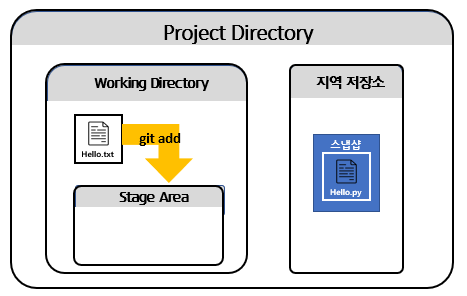 Project Directory
Working Directory
지역 저장소
Hello.txt
git add
스냅샷
Hello.py
Stage Area